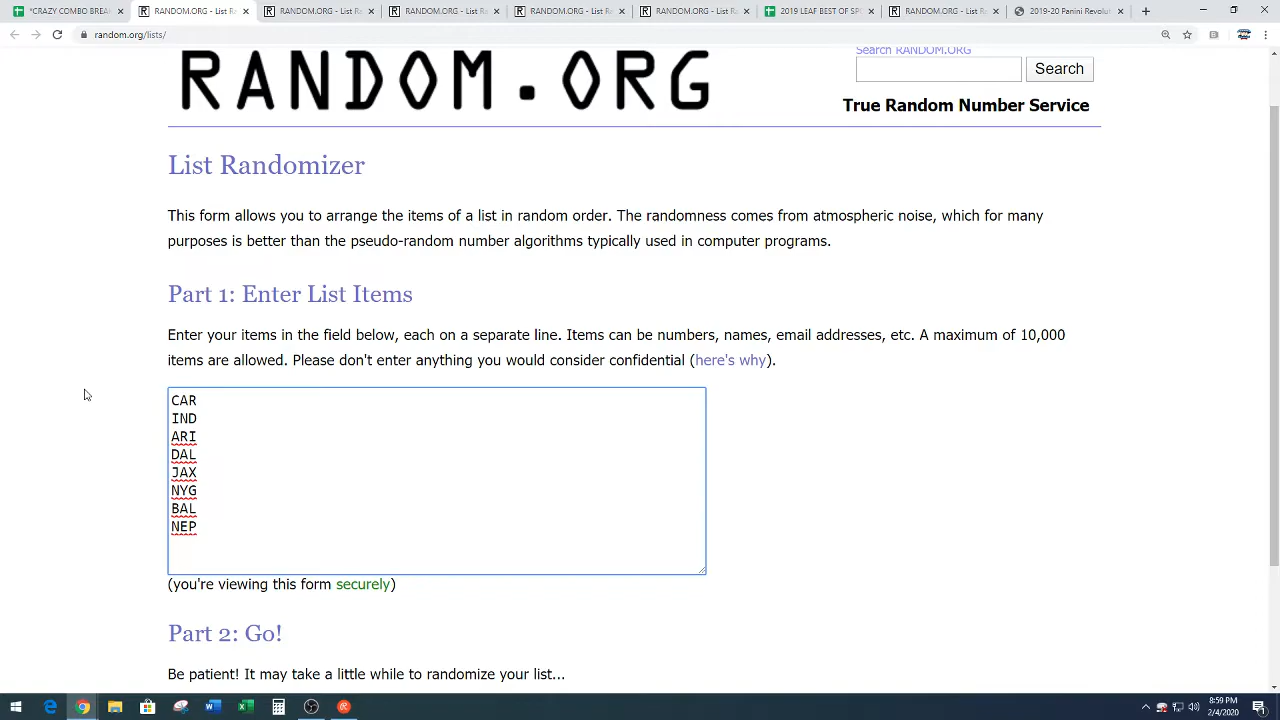 *CRAZY COMBO BREAK
RANDOM.ORG - List Ra
RANDOM.ORG - List Ra
RANDOM.ORG - List Ra
RANDOM.ORG - List Ra
RANDOM.ORG - List Ra
2019 LEAF BEST OF SP
RANDOM.ORG - List Ra
2019-20 Panini Revolut
random.org/lists/
Search RANDOM.ORG
RANDOM.ORG
Search
True Random Number Service
List Randomizer
This form allows you to arrange the items of a list in random order. The randomness comes from atmospheric noise, which for many
purposes is better than the pseudo-random number algorithms typically used in computer programs.
Part 1: Enter List Items
Enter your items in the field below, each on a separate line. Items can be numbers, names, email addresses, etc. A maximum of 10,000
items are allowed. Please don't enter anything you would consider confidential (here's why).
CAR
IND
ARI
DAL
JAX
NYG
BAL
NEP
(you're viewing this form securely)
Part 2: Go!
Be patient! It may take a little while to randomize your list...
8:59 PM
2/4/2020